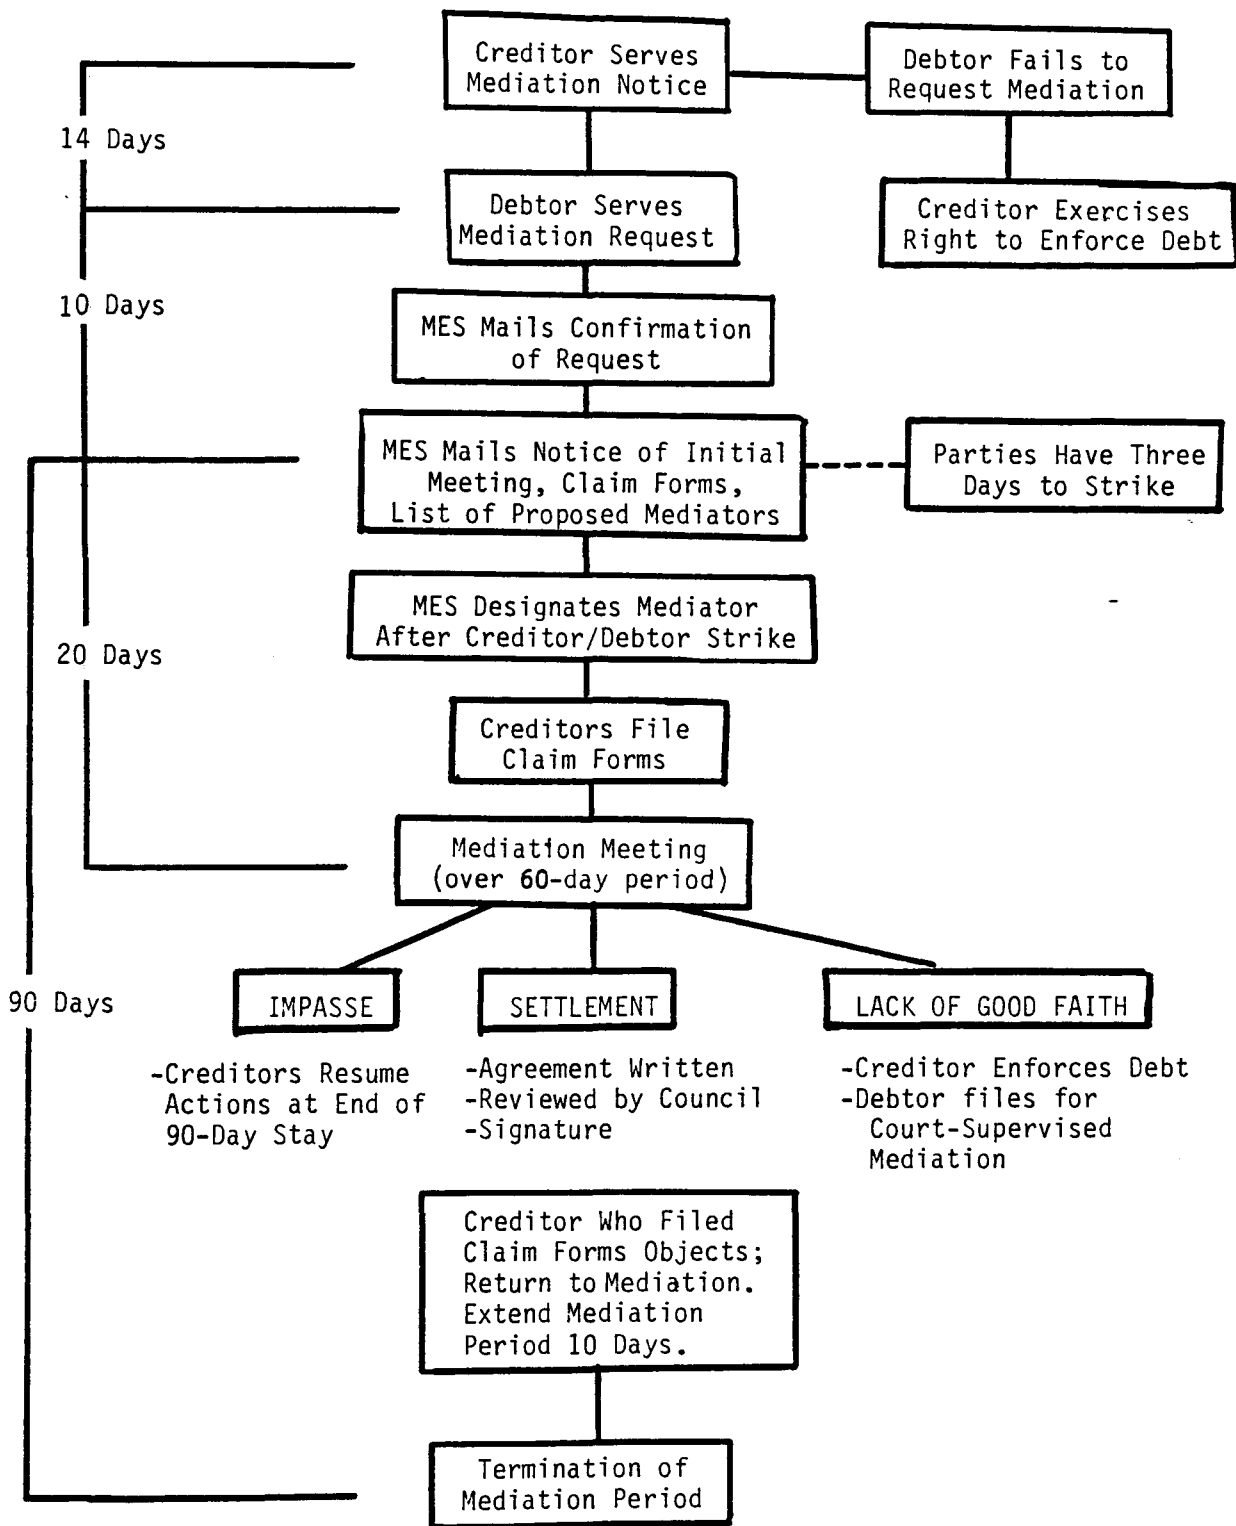 Creditor Serves
Mediation Notice
Debtor Fails to
Request Mediation
14 Days
Debtor Serves
Mediation Request
Creditor Exercises
Right to Enforce Debt
10 Days
MES Mails Confirmation
of Request
MES Mails Notice of Initial
Meeting, Claim Forms,
List of Proposed Mediators
Parties Have Three
Days to Strike
MES Designates Mediator
After Creditor/Debtor Strike
20 Days
Creditors File
Claim Forms
Mediation Meeting
(over 60-day period)
90 Days
IMPASSE
-Creditors Resume
Actions at End of
90-Day Stay
SETTLEMENT
-Agreement Written
-Reviewed by Council
-Signature
LACK OF GOOD FAITH
-Creditor Enforces Debt
-Debtor files for
Court-Supervised
Mediation
Creditor Who Filed
Claim Forms Objects;
Return to Mediation.
Extend Mediation
Period 10 Days.
Termination of
Mediation Period